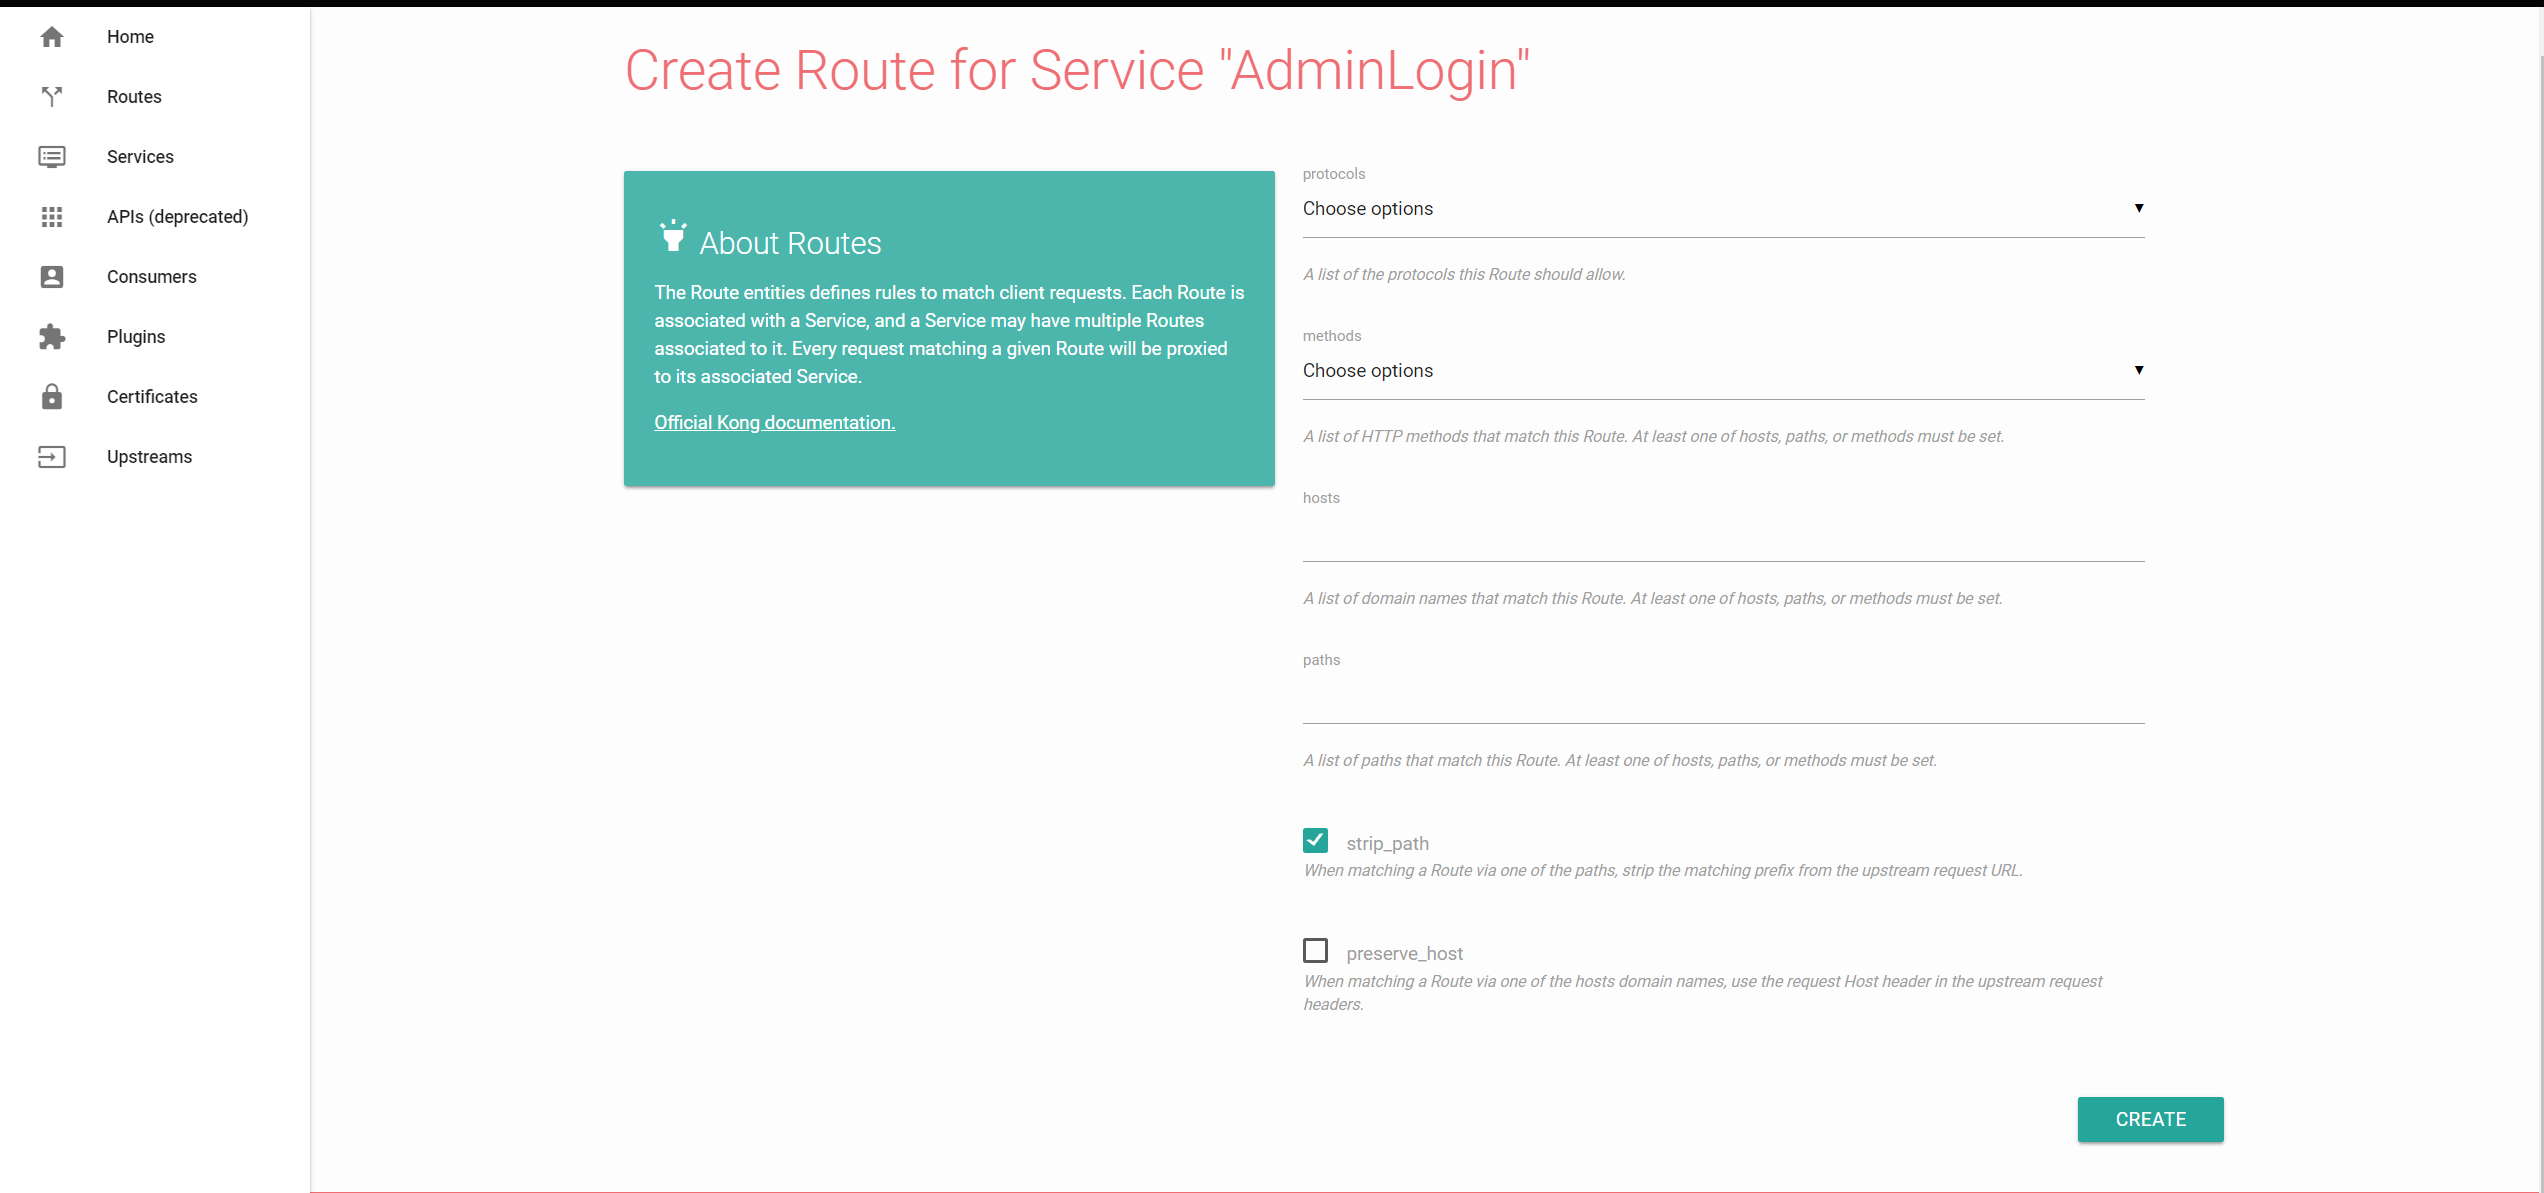 Home
Routes
Services
APIs (deprecated)
Consumers
Plugins
Certificates
Upstreams
Create Route for Service "AdminLogin"
About Routes
The Route entities defines rules to match client requests. Each Route is
associated with a Service, and a Service may have multiple Routes
associated to it. Every request matching a given Route will be proxied
to its associated Service.
Official Kong documentation.
protocols
Choose options
A list of the protocols this Route should allow.
methods
Choose options
A list of HTTP methods that match this Route. At least one of hosts, paths, or methods must be set.
hosts
A list of domain names that match this Route. At least one of hosts, paths, or methods must be set.
paths
A list of paths that match this Route. At least one of hosts, paths, or methods must be set.
strip_path
When matching a Route via one of the paths, strip the matching prefix from the upstream request URL.
preserve_host
When matching a Route via one of the hosts domain names, use the request Host header in the upstream request
headers.
CREATE